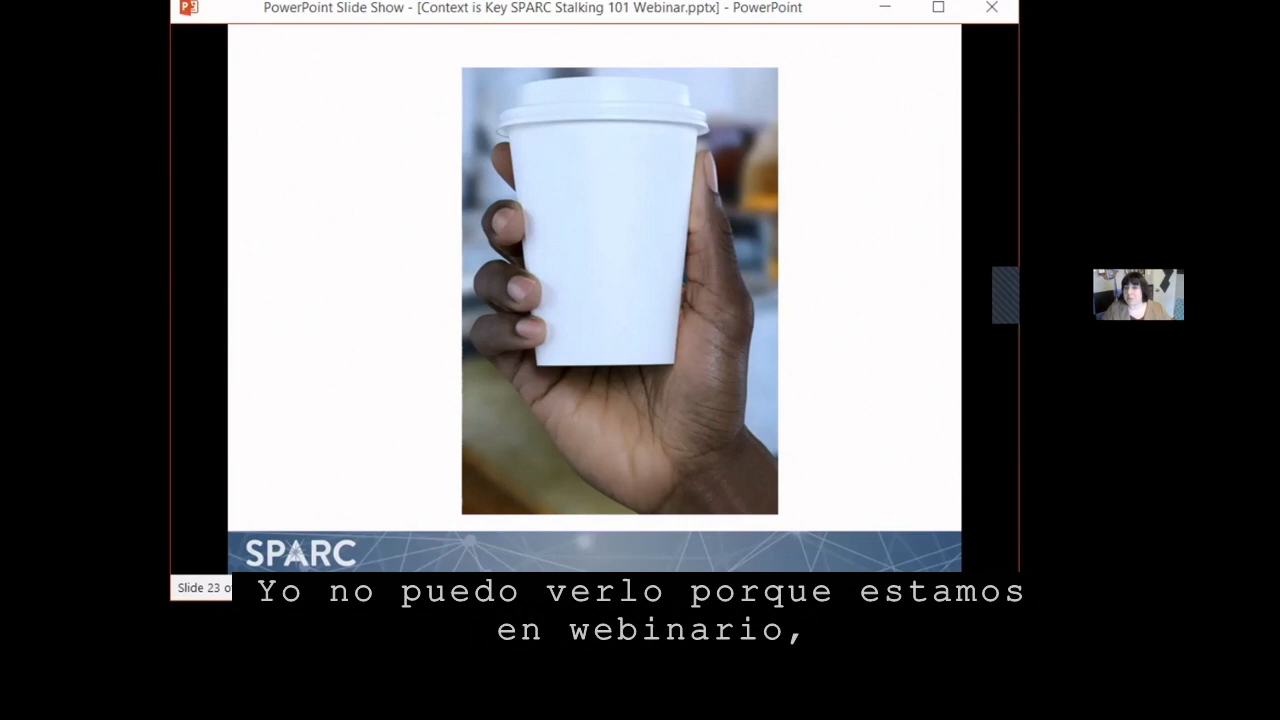 PowerPoint Slide Show - [Context is Key SPARC Stalking 101 Webinar.pptx] - PowerPoint
SPARC
Slide 23 o
Yo no puedo verlo porque estamos
en webinario,